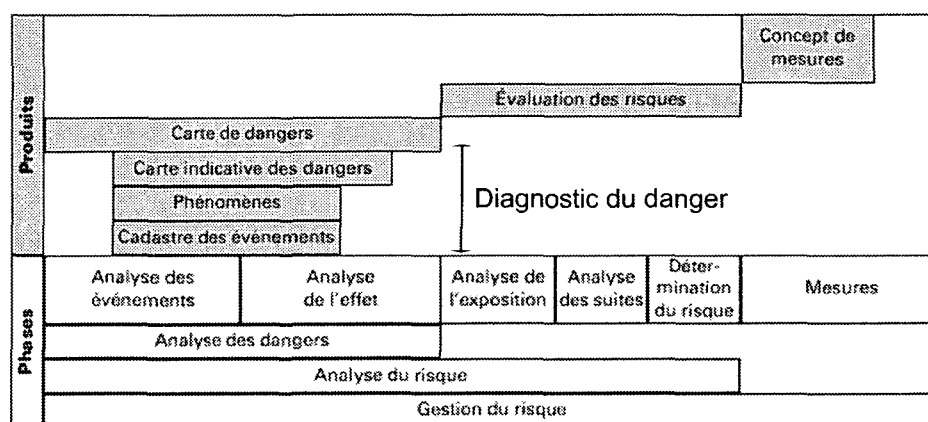 Produits
Concept de
mesures
Évaluation des risques
Carte de dangers
Carte indicative des dangers
Phénomènes
Cadastre des événements
Diagnostic du danger
Phases
Analyse des
événements
Analyse
de l'effet
Analyse de
l'exposition
Analyse
des suites
Déter-
mination
du risque
Mesures
Analyse des dangers
Analyse du risque
Gestion du risque